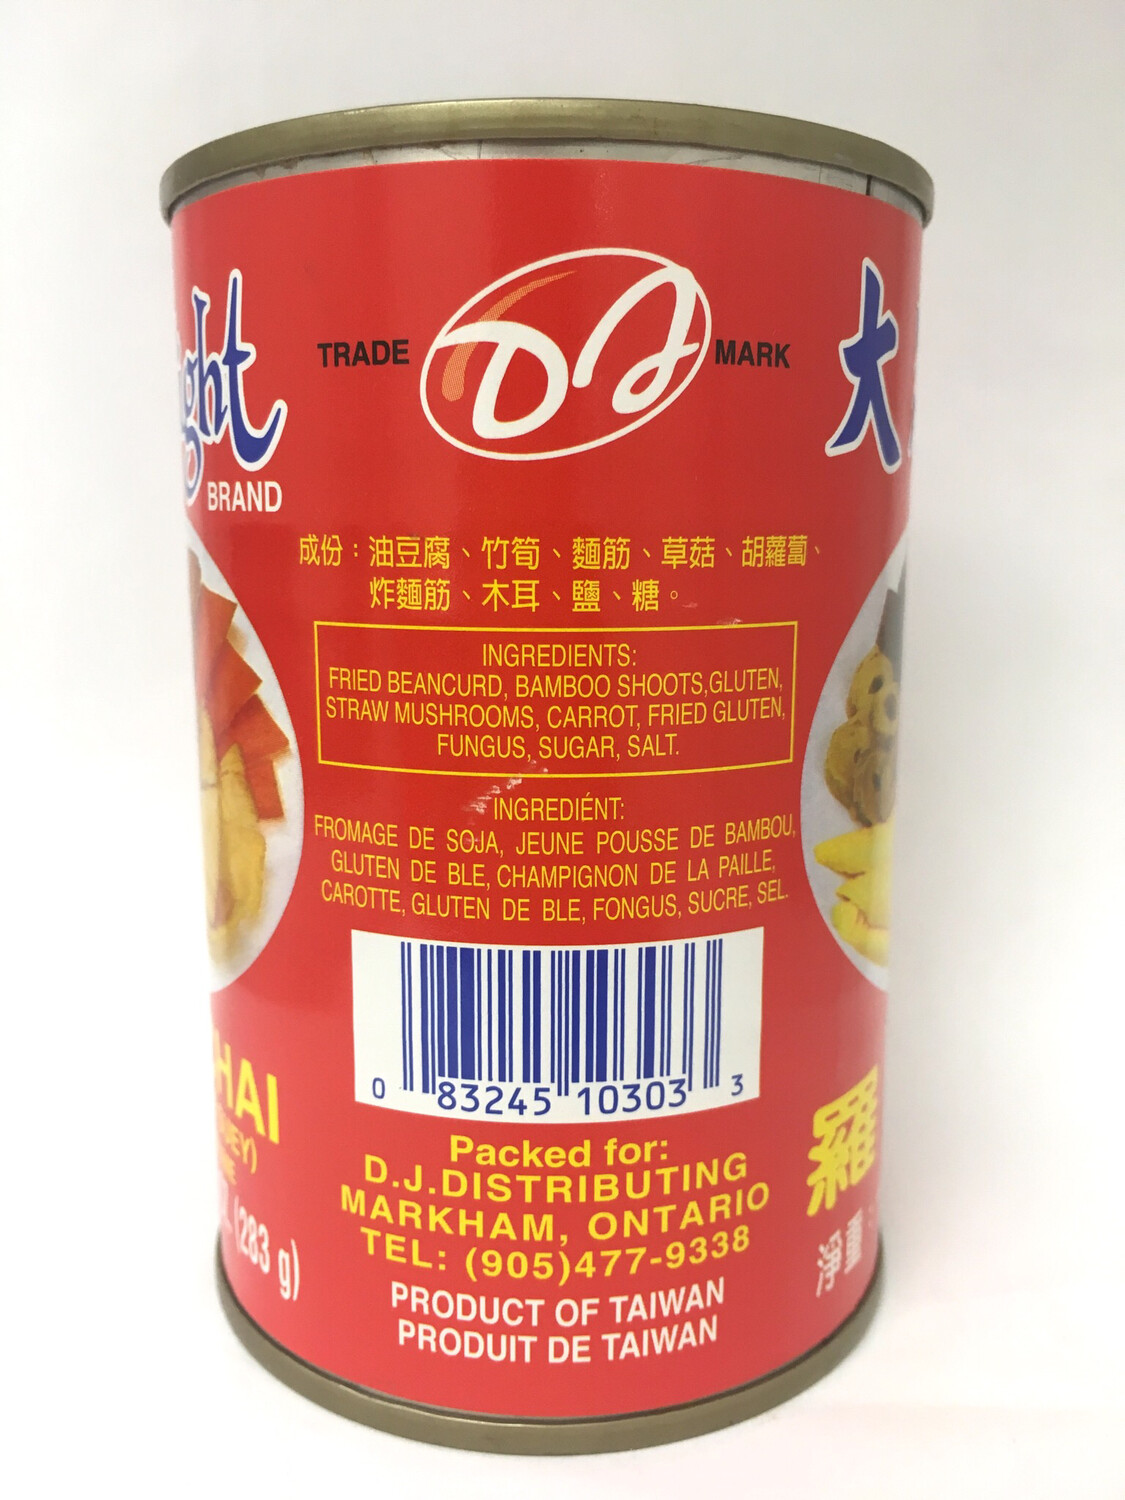 TRADE DJ MARK
ght
BRAND
大
成份：油豆腐、竹筍、麵筋、草菇、胡蘿蔔、
炸麵筋、木耳、鹽、糖。
INGREDIENTS:
FRIED BEANCURD, BAMBOO SHOOTS,GLUTEN,
STRAW MUSHROOMS, CARROT, FRIED GLUTEN,
FUNGUS, SUGAR, SALT.
INGREDIÉNT:
FROMAGE DE SOJA, JEUNE POUSSE DE BAMBOU,
GLUTEN DE BLE, CHAMPIGNON DE LA PAILLE,
CAROTTE, GLUTEN DE BLE, FONGUS, SUCRE, SEL.
0 83245 10303 3
HAI
(283 g)
羅
淨重
Packed for:
D.J.DISTRIBUTING
MARKHAM, ONTARIO
TEL: (905)477-9338
PRODUCT OF TAIWAN
PRODUIT DE TAIWAN